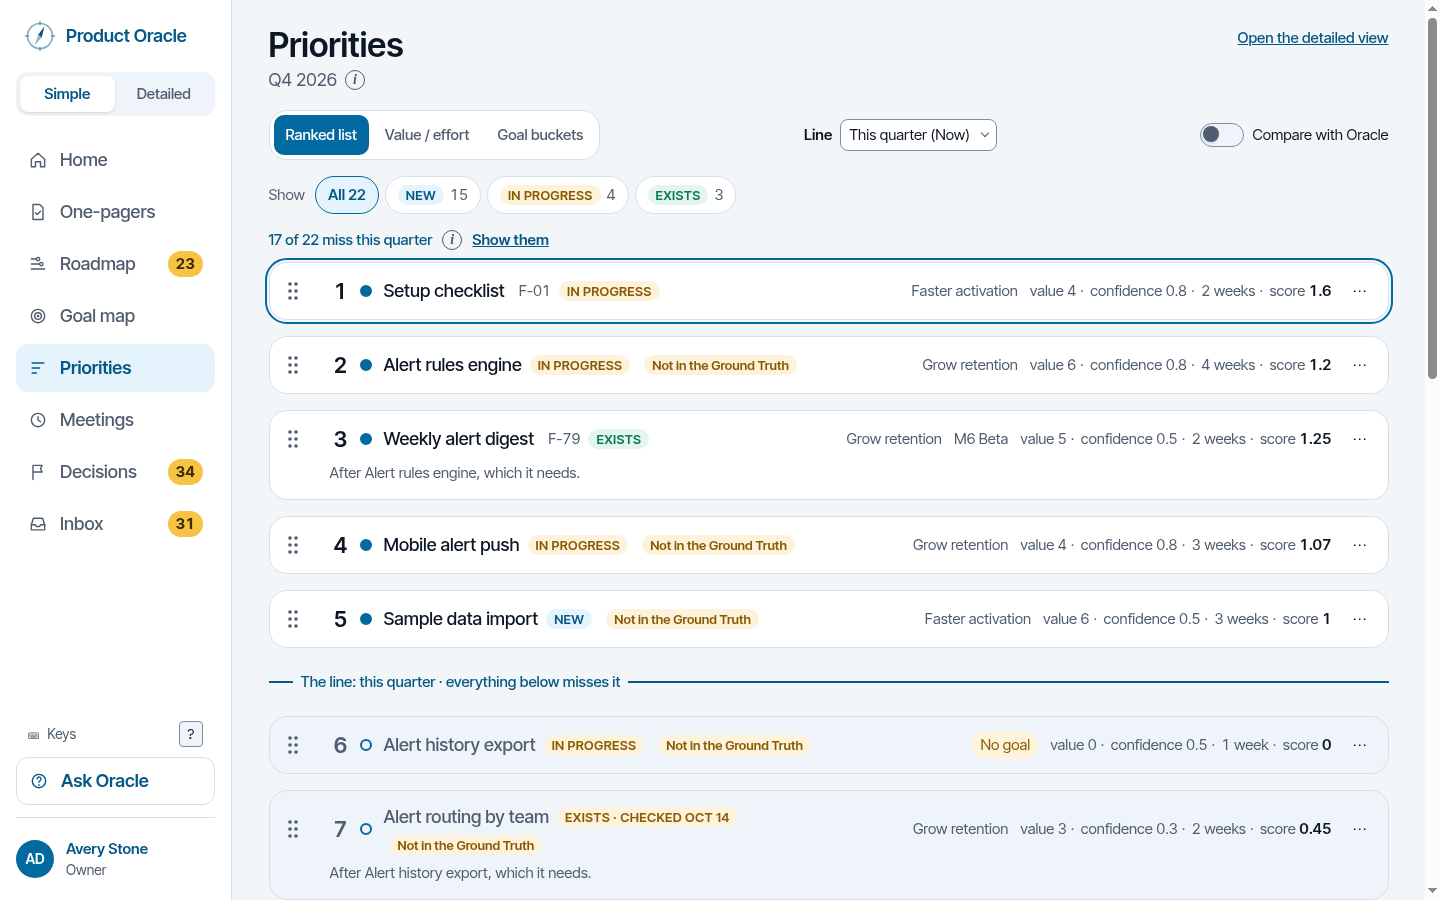 Product Oracle
Simple Detailed
Home
One-pagers
Roadmap 23
Goal map
Priorities
Meetings
Decisions 34
Inbox 31
Keys ?
Ask Oracle
AD Avery Stone
Owner
Priorities
Open the detailed view
Q4 2026 i
Ranked list Value / effort Goal buckets
Line This quarter (Now)
Compare with Oracle
Show All 22 NEW 15 IN PROGRESS 4 EXISTS 3
17 of 22 miss this quarter i Show them
1 Setup checklist F-01 IN PROGRESS Faster activation value 4 · confidence 0.8 · 2 weeks · score 1.6 ...
2 Alert rules engine IN PROGRESS Not in the Ground Truth Grow retention value 6 · confidence 0.8 · 4 weeks · score 1.2 ...
3 Weekly alert digest F-79 EXISTS Grow retention M6 Beta value 5 · confidence 0.5 · 2 weeks · score 1.25 ...
After Alert rules engine, which it needs.
4 Mobile alert push IN PROGRESS Not in the Ground Truth Grow retention value 4 · confidence 0.8 · 3 weeks · score 1.07 ...
5 Sample data import NEW Not in the Ground Truth Faster activation value 6 · confidence 0.5 · 3 weeks · score 1 ...
The line: this quarter · everything below misses it
6 Alert history export IN PROGRESS Not in the Ground Truth No goal value 0 · confidence 0.5 · 1 week · score 0 ...
7 Alert routing by team EXISTS · CHECKED OCT 14 Grow retention value 3 · confidence 0.3 · 2 weeks · score 0.45 ...
Not in the Ground Truth
After Alert history export, which it needs.